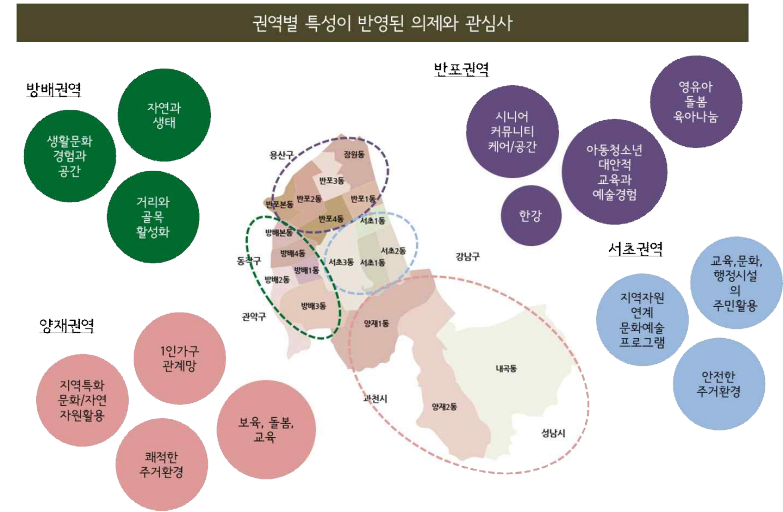 권역별 특성이 반영된 의제와 관심사
방배권역
자연과
생태
생활문화
경험과
공간
거리와
골목
활성화
반포권역
시니어
커뮤니티
케어/공간
영유아
돌봄
육아나눔
아동청소년
대안적
교육과
예술경험
한강
서초권역
교육,문화,
행정시설
의
주민활용
지역자원
연계
문화예술
프로그램
안전한
주거환경
양재권역
1인가구
관계망
지역특화
문화/자연
자원활용
보육, 돌봄,
교육
쾌적한
주거환경
용산구
잠원동
반포3동
반포본동
반포2동
반포1동
반포4동
서초1동
방배본동
동작구
방배4동
서초3동
서초1동
서초2동
강남구
방배2동
방배1동
방배3동
관악구
양재1동
내곡동
과천시
양재2동
성남시